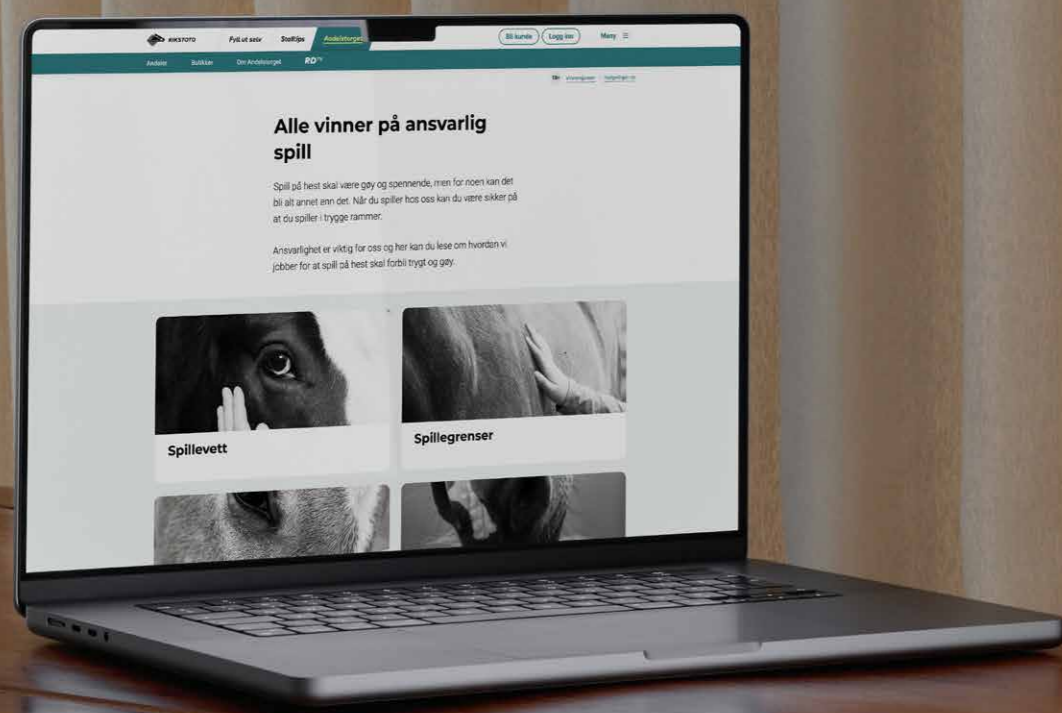 RIKSTOTO Fyll ut selv Stalltips Andelstorget Bli kunde Logg inn Meny
Andeler Butikker Om Andelstorget RD
Alle vinner på ansvarlig
spill
Spill på hest skal være gøy og spennende, men for noen kan det
bli alt annet enn det. Når du spiller hos oss kan du være sikker på
at du spiller i trygge rammer.
Ansvarlighet er viktig for oss og her kan du lese om hvordan vi
jobber for at spill på hest skal forbli trygt og gøy.
Spillevett
Spillegrenser